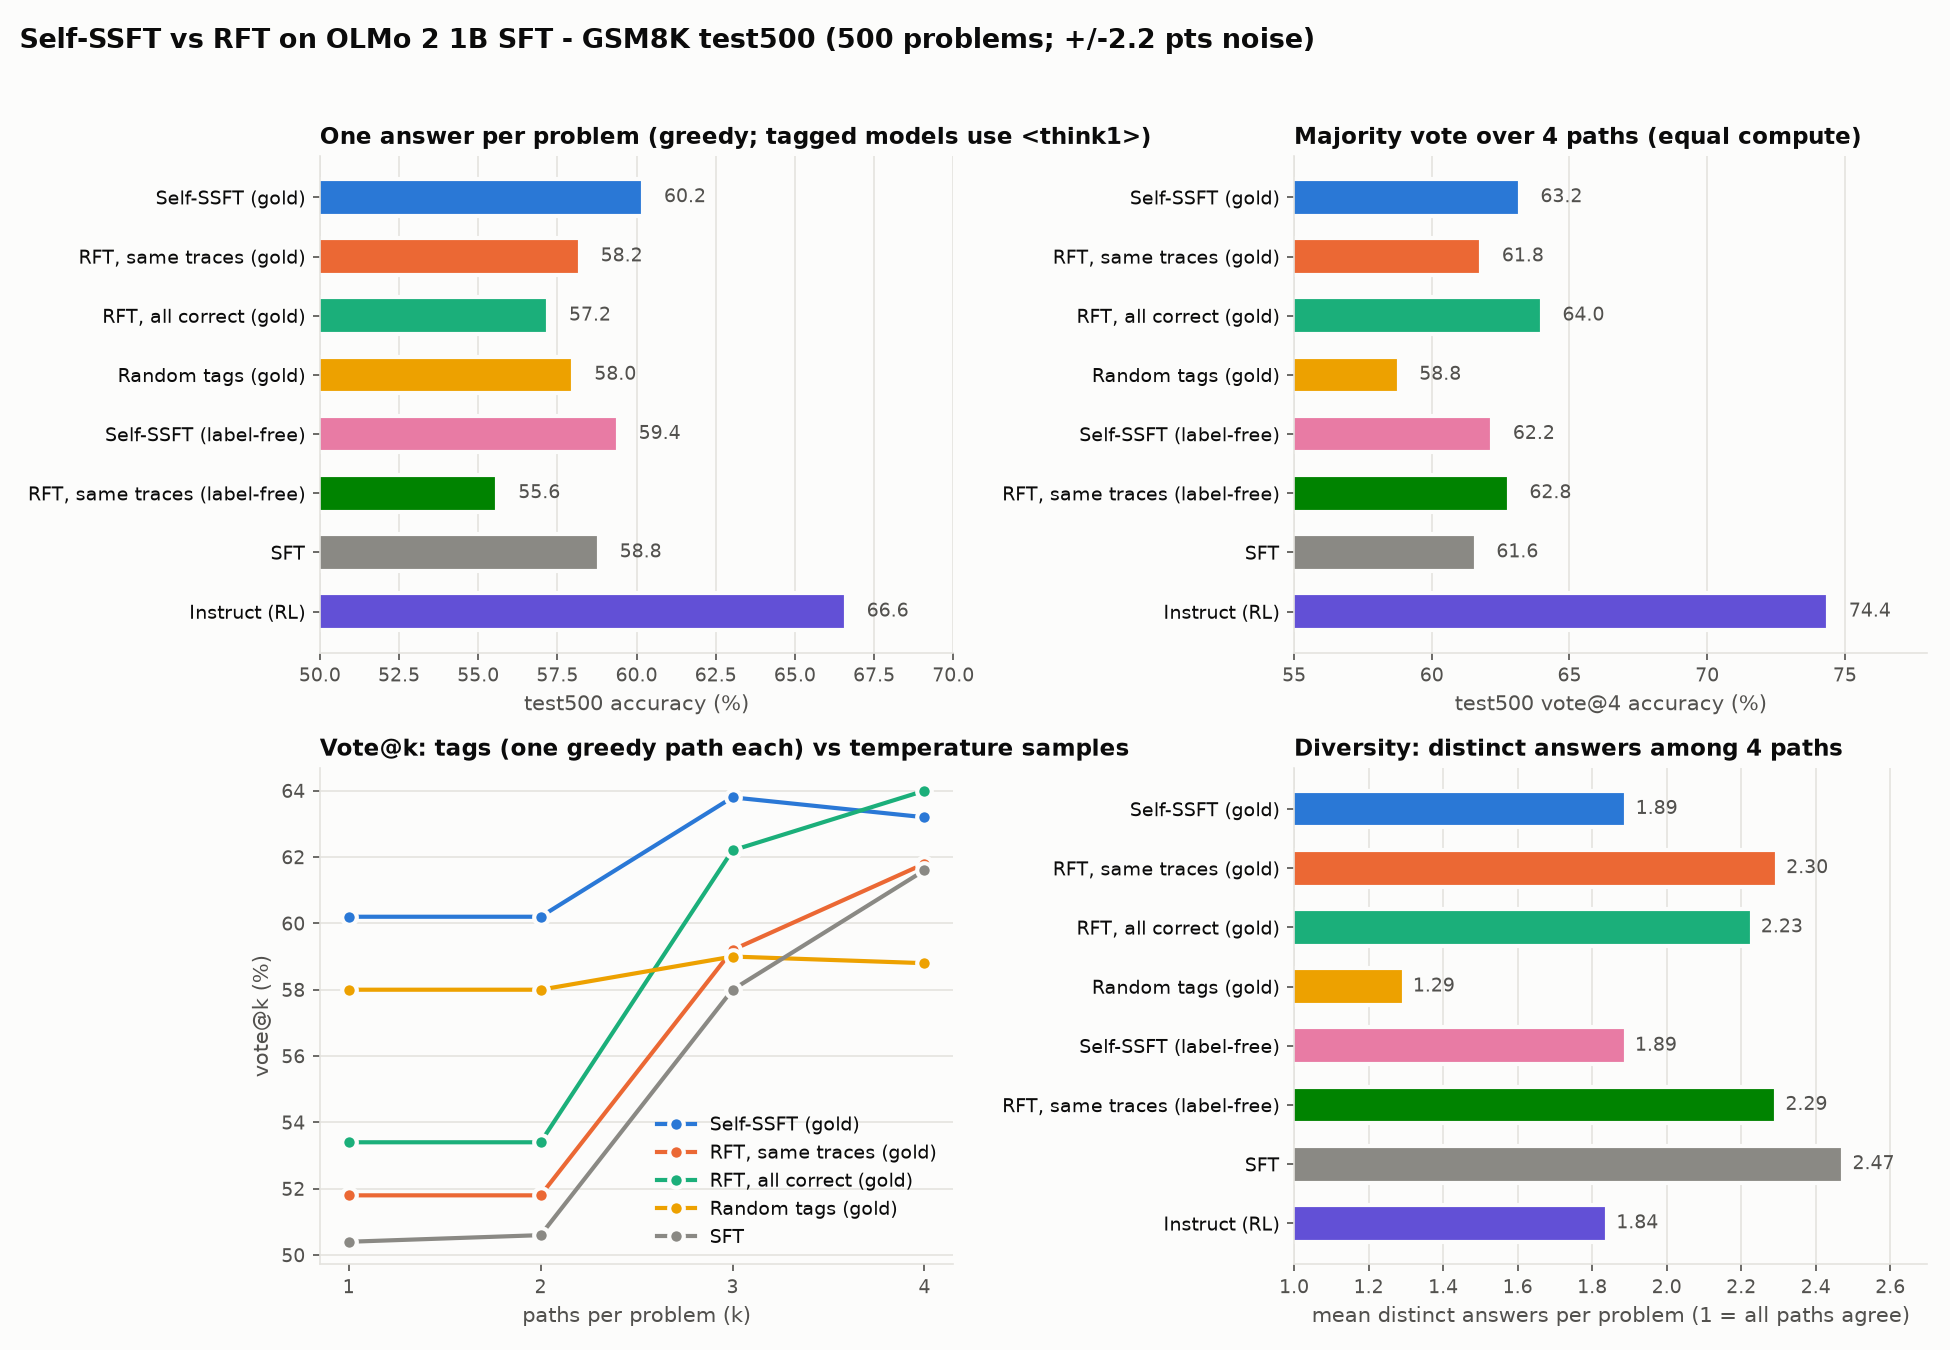 Self-SSFT vs RFT on OLMo 2 1B SFT - GSM8K test500 (500 problems; +/-2.2 pts noise)
One answer per problem (greedy; tagged models use <think1>)
Self-SSFT (gold)
60.2
RFT, same traces (gold)
58.2
RFT, all correct (gold)
57.2
Random tags (gold)
58.0
Self-SSFT (label-free)
59.4
RFT, same traces (label-free)
55.6
SFT
58.8
Instruct (RL)
66.6
50.0 52.5 55.0 57.5 60.0 62.5 65.0 67.5 70.0
test500 accuracy (%)
Majority vote over 4 paths (equal compute)
Self-SSFT (gold)
63.2
RFT, same traces (gold)
61.8
RFT, all correct (gold)
64.0
Random tags (gold)
58.8
Self-SSFT (label-free)
62.2
RFT, same traces (label-free)
62.8
SFT
61.6
Instruct (RL)
74.4
55 60 65 70 75
test500 vote@4 accuracy (%)
Vote@k: tags (one greedy path each) vs temperature samples
64
62
60
58
56
54
52
50
vote@k (%)
Self-SSFT (gold)
RFT, same traces (gold)
RFT, all correct (gold)
Random tags (gold)
SFT
1 2 3 4
paths per problem (k)
Diversity: distinct answers among 4 paths
Self-SSFT (gold)
1.89
RFT, same traces (gold)
2.30
RFT, all correct (gold)
2.23
Random tags (gold)
1.29
Self-SSFT (label-free)
1.89
RFT, same traces (label-free)
2.29
SFT
2.47
Instruct (RL)
1.84
1.0 1.2 1.4 1.6 1.8 2.0 2.2 2.4 2.6
mean distinct answers per problem (1 = all paths agree)